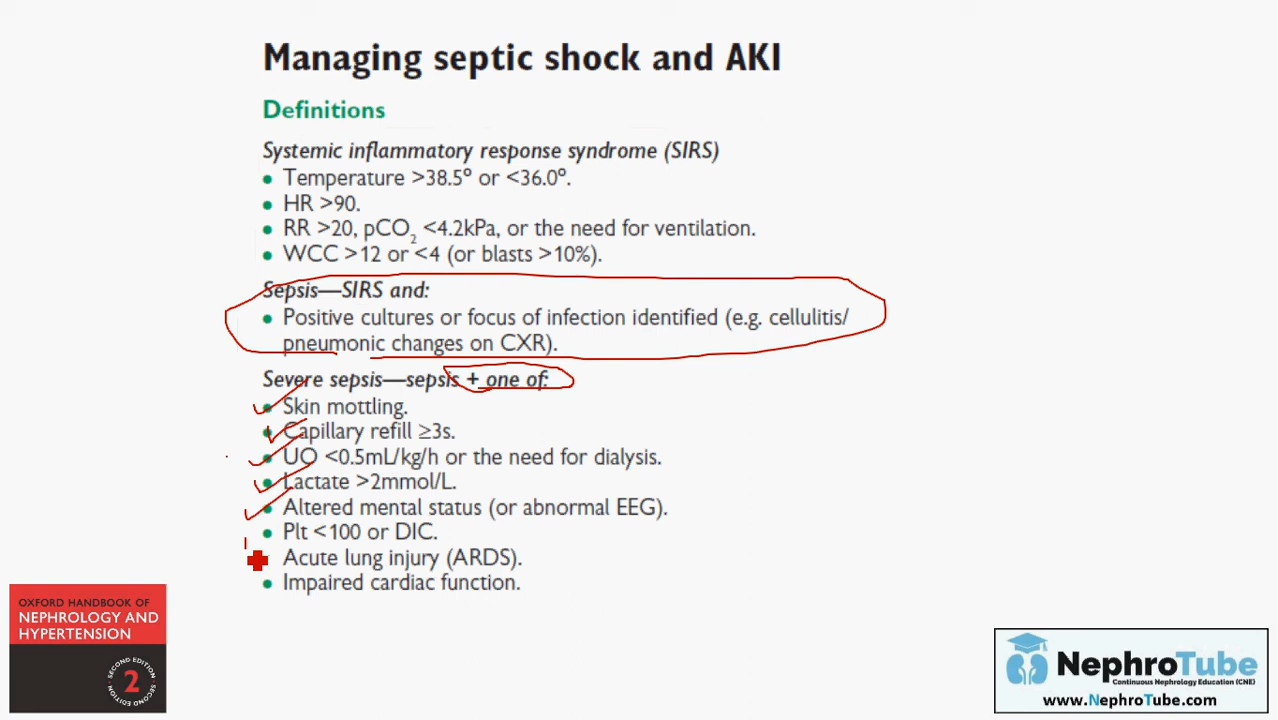 Managing septic shock and AKI
Definitions
Systemic inflammatory response syndrome (SIRS)
• Temperature >38.5° or <36.0°.
• HR >90.
• RR >20, pCO₂ <4.2kPa, or the need for ventilation.
• WCC >12 or <4 (or blasts >10%).
Sepsis—SIRS and:
• Positive cultures or focus of infection identified (e.g. cellulitis/
pneumonic changes on CXR).
Severe sepsis—sepsis + one of:
• Skin mottling.
• Capillary refill ≥3s.
• UO <0.5mL/kg/h or the need for dialysis.
• Lactate >2mmol/L.
• Altered mental status (or abnormal EEG).
• Plt <100 or DIC.
Acute lung injury (ARDS).
• Impaired cardiac function.
OXFORD HANDBOOK OF
NEPHROLOGY AND
HYPERTENSION
SECOND EDITION
2
SECOND EDITION
NephroTube
Continuous Nephrology Education (CNE)
www.NephroTube.com